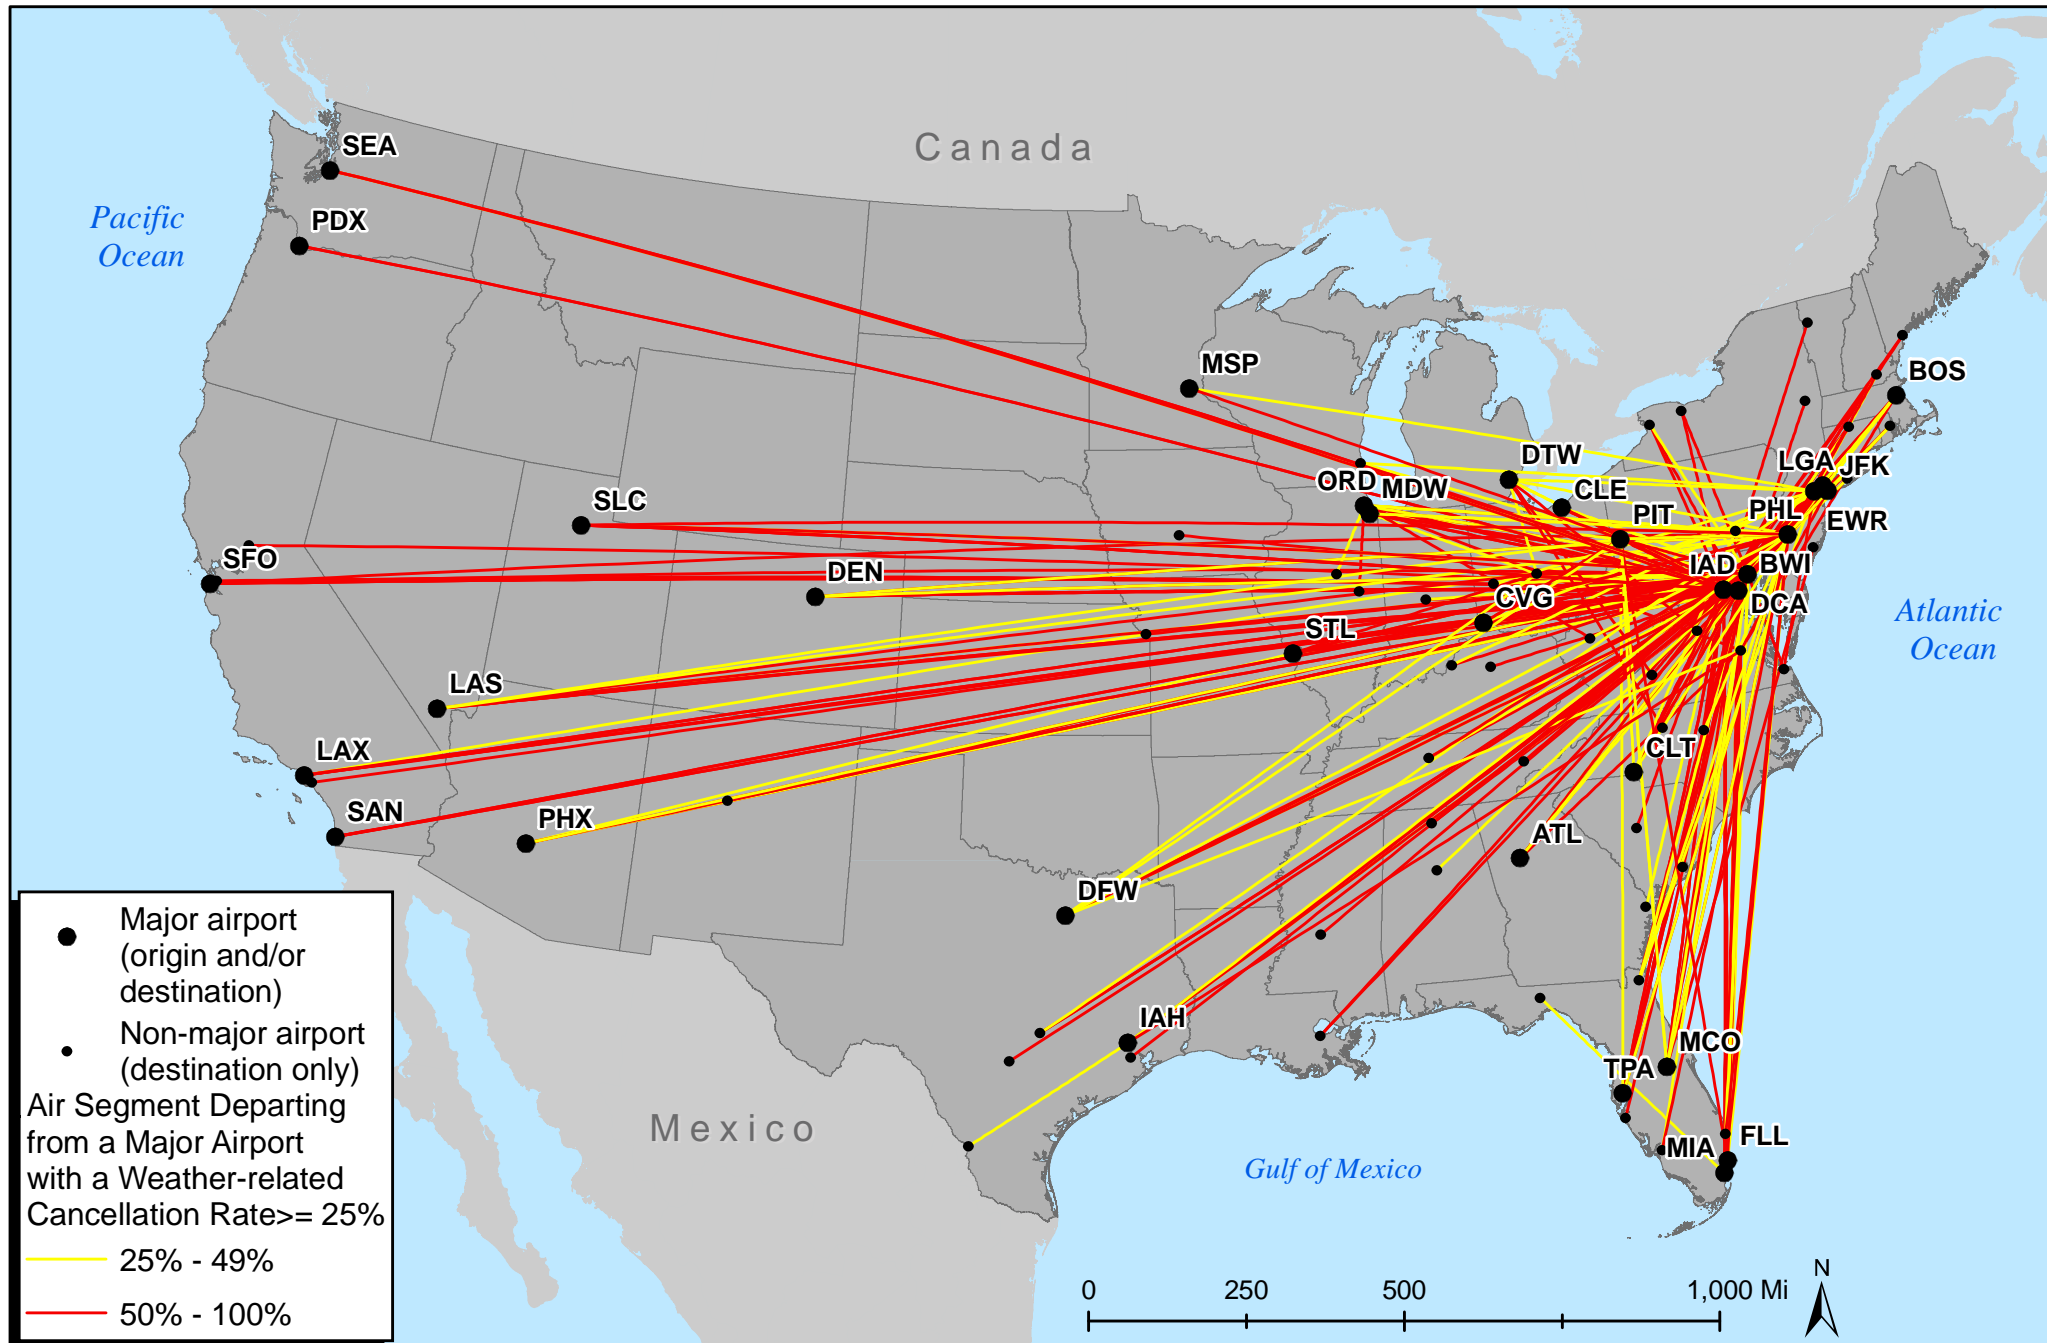 Canada
SEA
PDX
Pacific
Ocean
MSP
BOS
DTW
LGA
JFK
ORD
MDW
CLE
SLC
PIT
PHL
EWR
SFO
DEN
IAD
BWI
CVG
DCA
STL
Atlantic
Ocean
LAS
LAX
CLT
SAN
PHX
ATL
DFW
IAH
MCO
TPA
Mexico
MIA
FLL
Gulf of Mexico
Major airport
(origin and/or
destination)
Non-major airport
(destination only)
Air Segment Departing
from a Major Airport
with a Weather-related
Cancellation Rate>= 25%
25% - 49%
50% - 100%
0 250 500 1,000 Mi
N